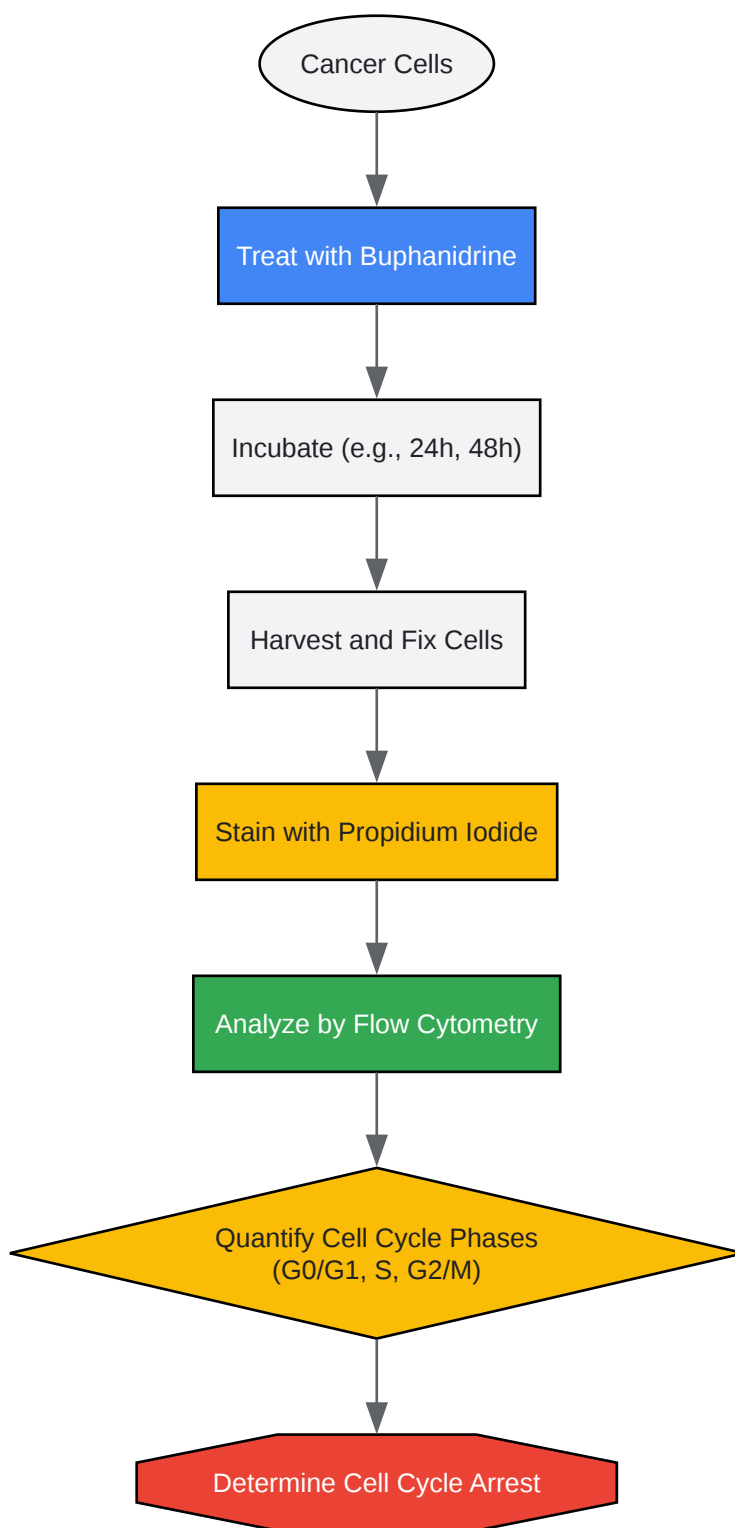 Cancer Cells
Treat with Buphanidrine
Incubate (e.g., 24h, 48h)
Harvest and Fix Cells
Stain with Propidium Iodide
Analyze by Flow Cytometry
Quantify Cell Cycle Phases
(G0/G1, S, G2/M)
Determine Cell Cycle Arrest